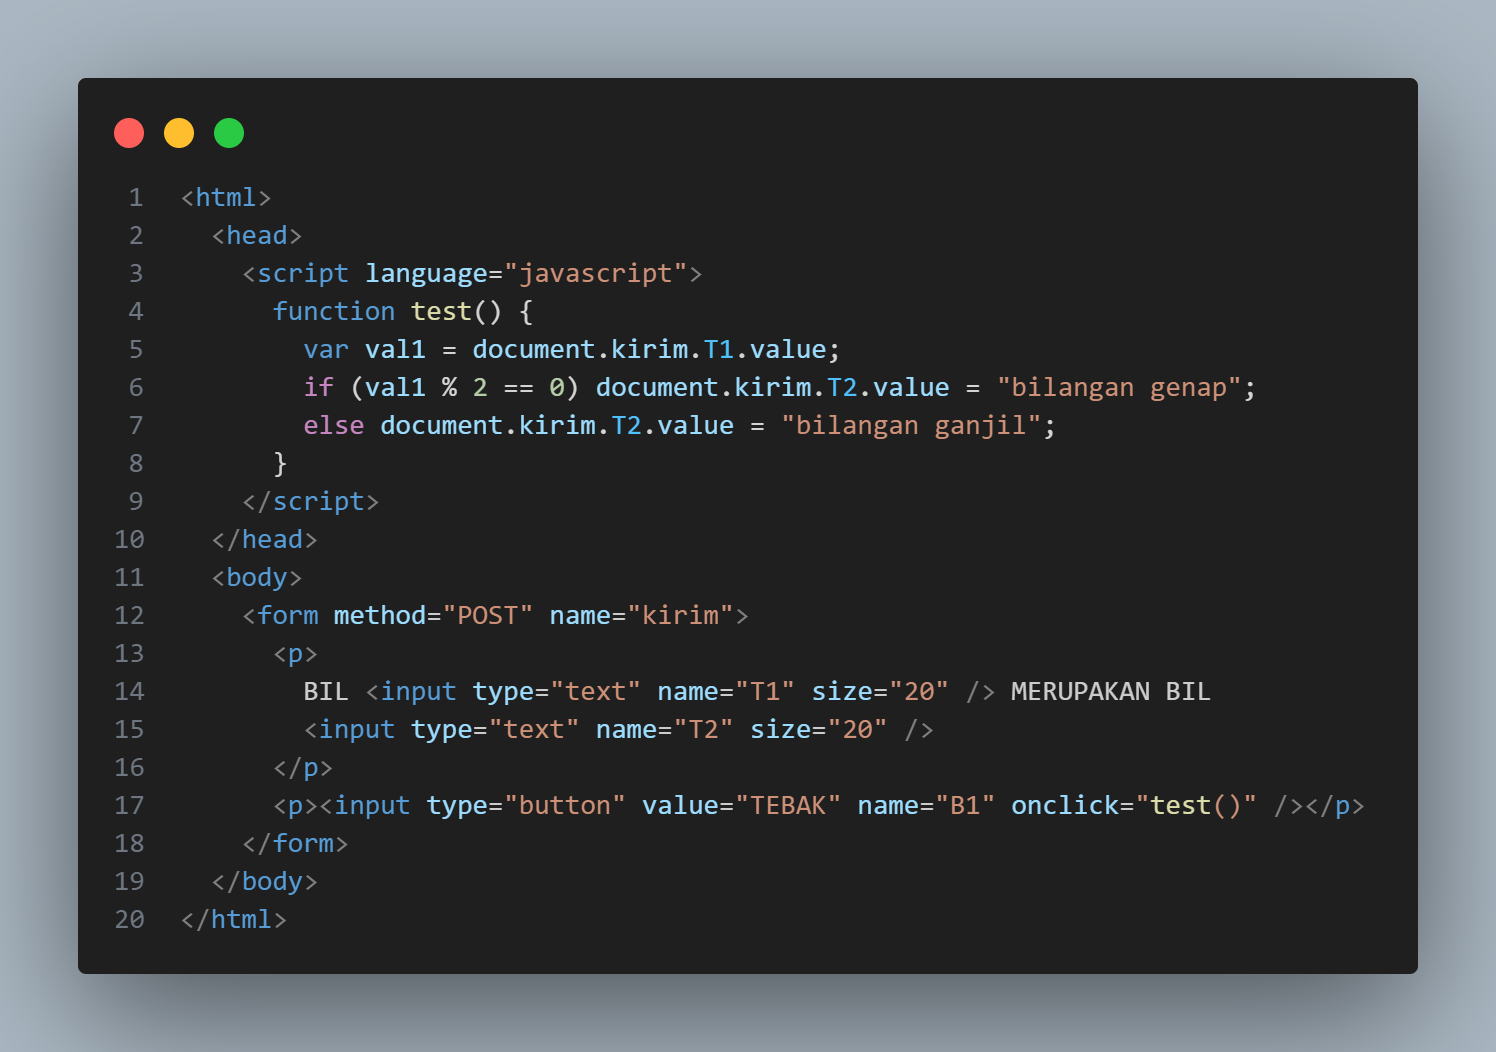 1 <html>
2   <head>
3     <script language="javascript">
4       function test() {
5         var val1 = document.kirim.T1.value;
6         if (val1 % 2 == 0) document.kirim.T2.value = "bilangan genap";
7         else document.kirim.T2.value = "bilangan ganjil";
8       }
9     </script>
10   </head>
11   <body>
12     <form method="POST" name="kirim">
13       <p>
14         BIL <input type="text" name="T1" size="20" /> MERUPAKAN BIL
15         <input type="text" name="T2" size="20" />
16       </p>
17       <p><input type="button" value="TEBAK" name="B1" onclick="test()" /></p>
18     </form>
19   </body>
20 </html>